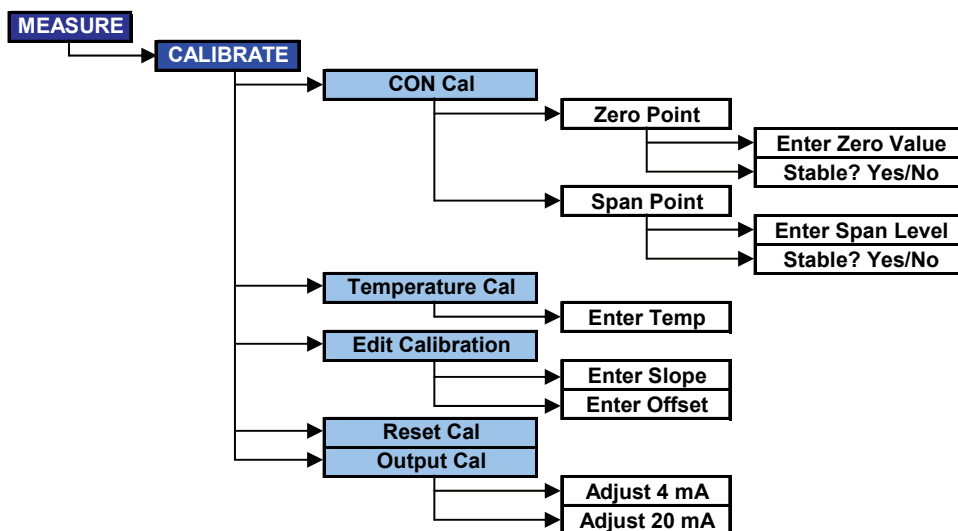 MEASURE
CALIBRATE
CON Cal
Zero Point
Enter Zero Value
Stable? Yes/No
Span Point
Enter Span Level
Stable? Yes/No
Temperature Cal
Enter Temp
Edit Calibration
Enter Slope
Enter Offset
Reset Cal
Output Cal
Adjust 4 mA
Adjust 20 mA